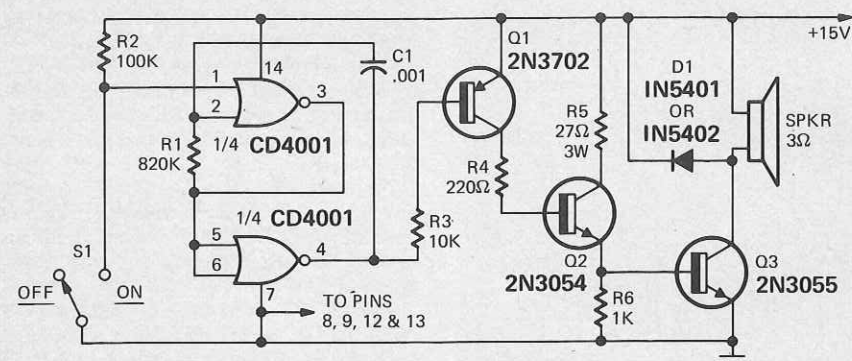 +15V
R2
100K
C1
.001
Q1
2N3702
D1
IN5401
OR
IN5402
SPKR
3Ω
14
1
3
2
R1
820K
1/4 CD4001
R5
27Ω
3W
R4
220Ω
1/4 CD4001
R3
10K
S1
5
4
6
Q2
2N3054
Q3
2N3055
OFF
ON
7
TO PINS
8, 9, 12 & 13
R6
1K